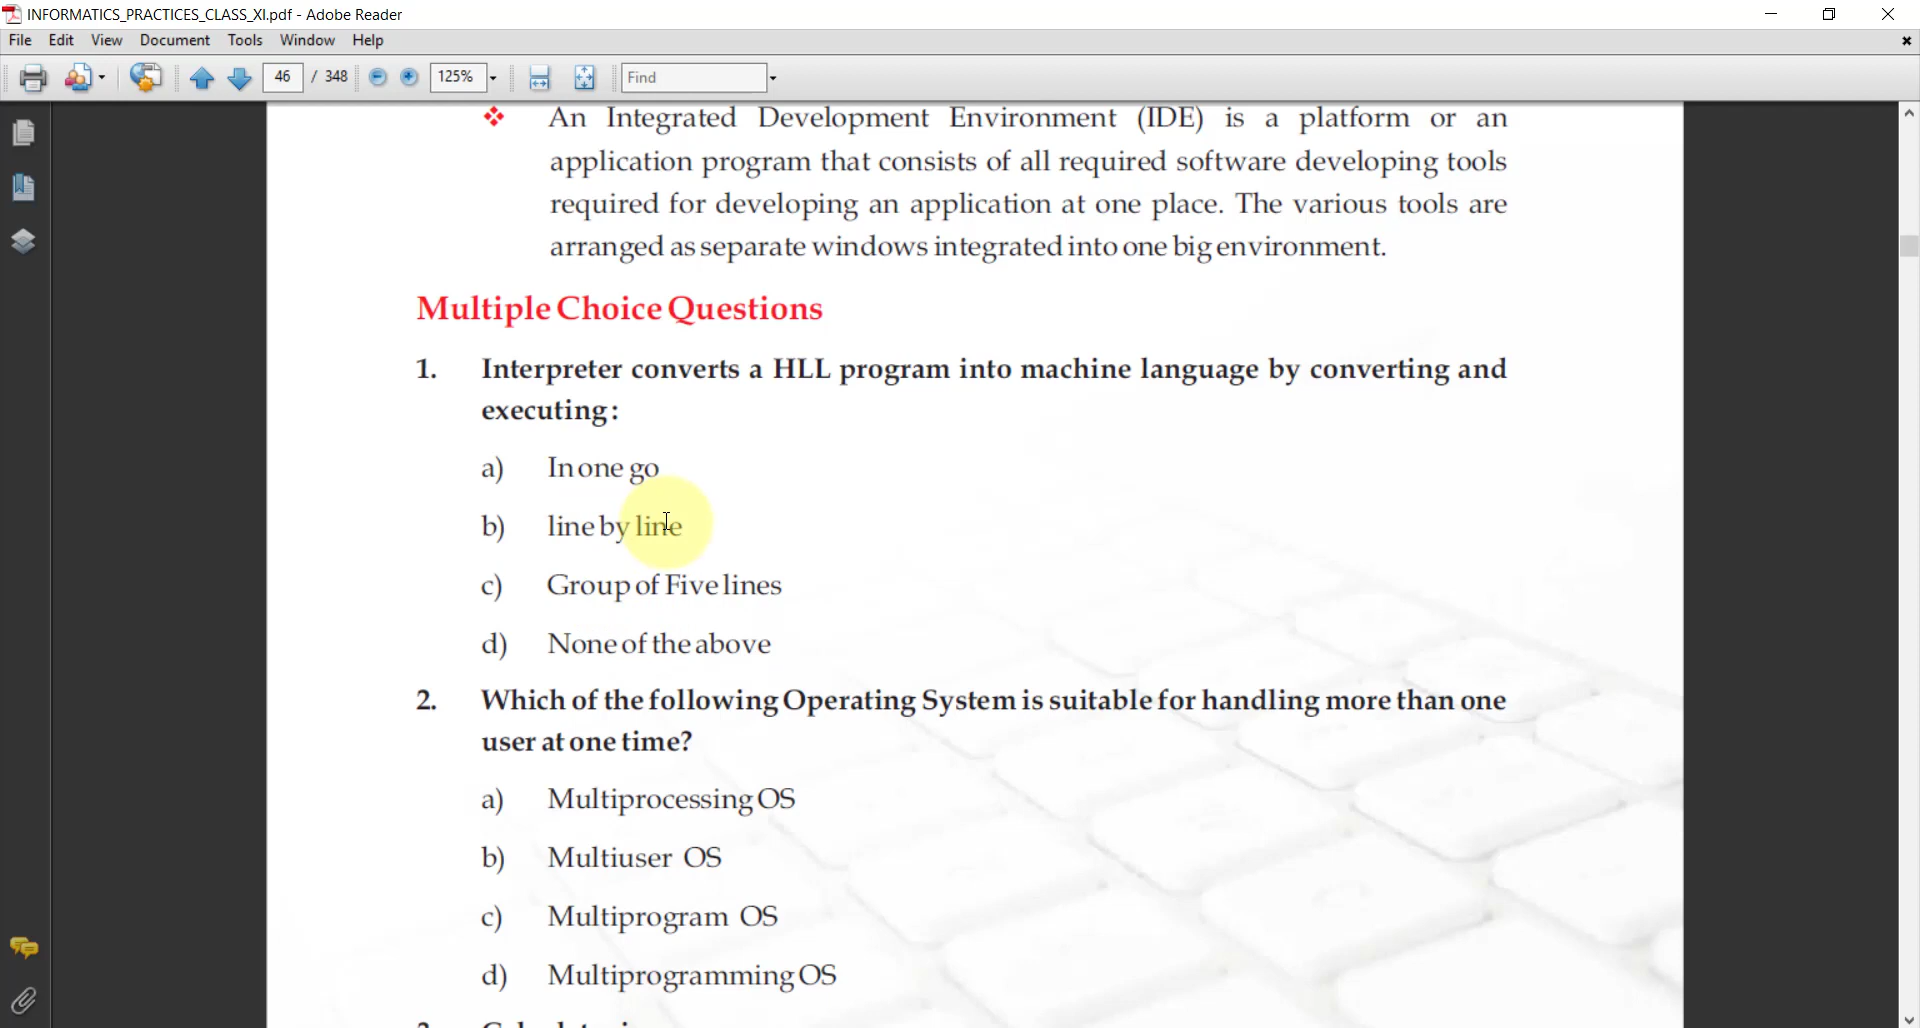 INFORMATICS_PRACTICES_CLASS_XI.pdf - Adobe Reader
File Edit View Document Tools Window Help
46 / 348 125% Find
An Integrated Development Environment (IDE) is a platform or an
application program that consists of all required software developing tools
required for developing an application at one place. The various tools are
arranged as separate windows integrated into one big environment.
Multiple Choice Questions
1. Interpreter converts a HLL program into machine language by converting and
executing:
a) In one go
b) line by line
c) Group of Five lines
d) None of the above
2. Which of the following Operating System is suitable for handling more than one
user at one time?
a) Multiprocessing OS
b) Multiuser OS
c) Multiprogram OS
d) Multiprogramming OS